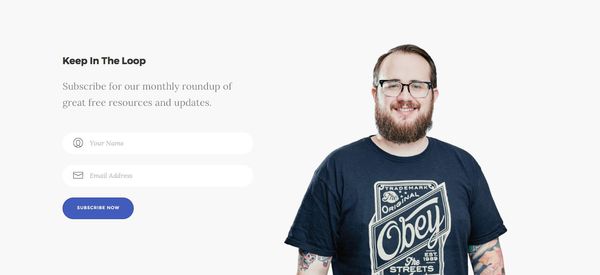 Keep In The Loop
Subscribe for our monthly roundup of
great free resources and updates.
Your Name
Email Address
SUBSCRIBE NOW
TRADEMARK
The
ORIGINAL
Obey
EST.
1989
The
STREETS